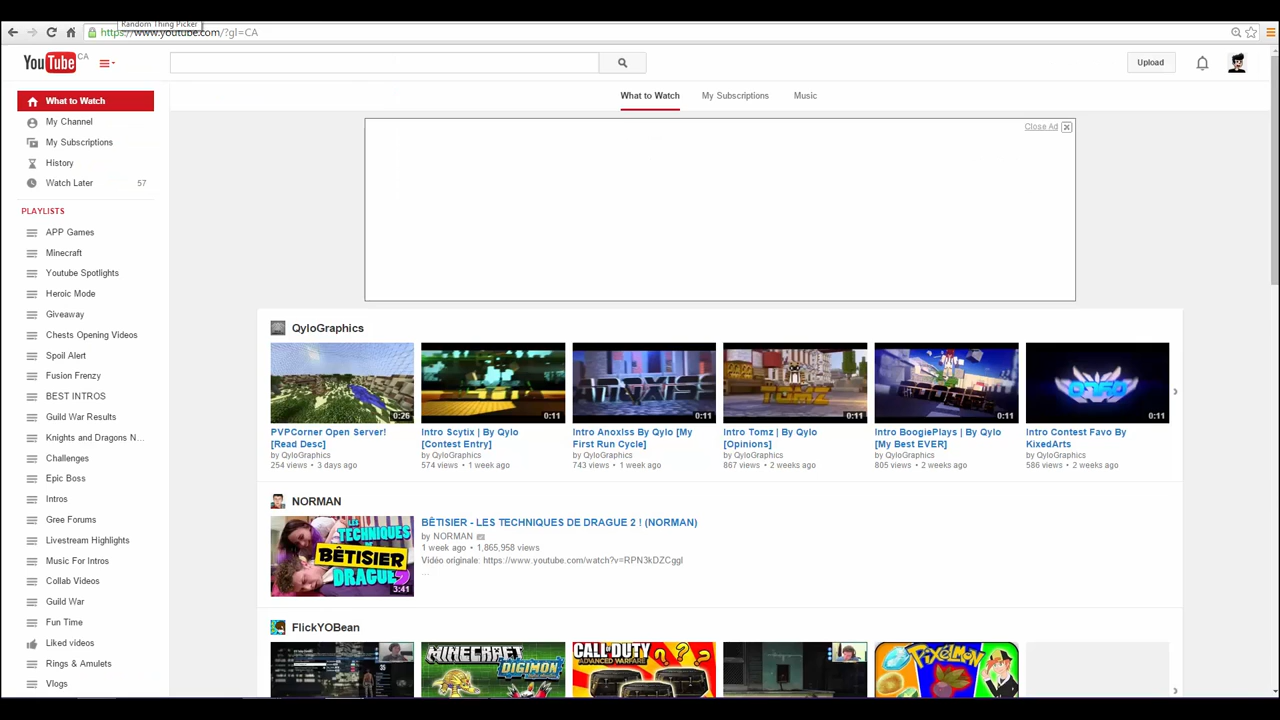 Random Thing Picker
https://www.youtube.com/?gl=CA
YouTube CA
Upload
What to Watch
My Subscriptions
Music
What to Watch
My Channel
My Subscriptions
History
Watch Later 57
PLAYLISTS
APP Games
Minecraft
Youtube Spotlights
Heroic Mode
Giveaway
Chests Opening Videos
Spoil Alert
Fusion Frenzy
BEST INTROS
Guild War Results
Knights and Dragons N...
Challenges
Epic Boss
Intros
Gree Forums
Livestream Highlights
Music For Intros
Collab Videos
Guild War
Fun Time
Liked videos
Rings & Amulets
Vlogs
Close Ad
QyloGraphics
0:26
PVPCorner Open Server!
[Read Desc]
by QyloGraphics
254 views • 3 days ago
0:11
Intro Scytix | By Qylo
[Contest Entry]
by QyloGraphics
574 views • 1 week ago
0:11
Intro Anoxiss By Qylo [My
First Run Cycle]
by QyloGraphics
743 views • 1 week ago
TOMZ
0:11
Intro Tomz | By Qylo
[Opinions]
by QyloGraphics
867 views • 2 weeks ago
0:11
Intro BoogiePlays | By Qylo
[My Best EVER]
by QyloGraphics
805 views • 2 weeks ago
0:11
Intro Contest Favo By
KixedArts
by QyloGraphics
586 views • 2 weeks ago
NORMAN
LES
TECHNIQUES
DE
BÊTISIER
DRAGUE 2
3:41
BÊTISIER - LES TECHNIQUES DE DRAGUE 2 ! (NORMAN)
by NORMAN
1 week ago • 1,865,958 views
Vidéo originale: https://www.youtube.com/watch?v=RPN3kDZCggI
...
FlickYOBean
MINECRAFT
DIGIMON
CALL OF DUTY
ADVANCED WARFARE
???
PIXELMON